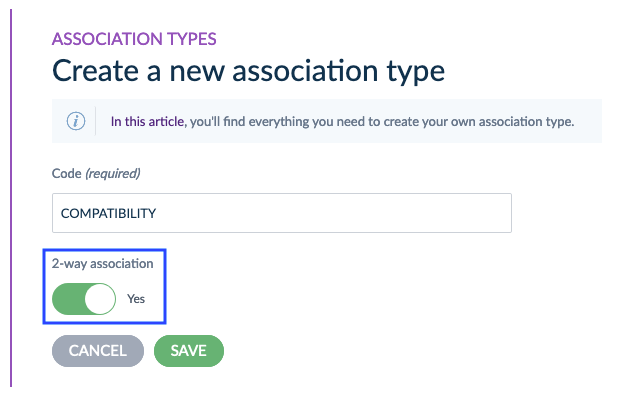 ASSOCIATION TYPES
Create a new association type
i In this article, you'll find everything you need to create your own association type.
Code (required)
COMPATIBILITY
2-way association
Yes
CANCEL SAVE